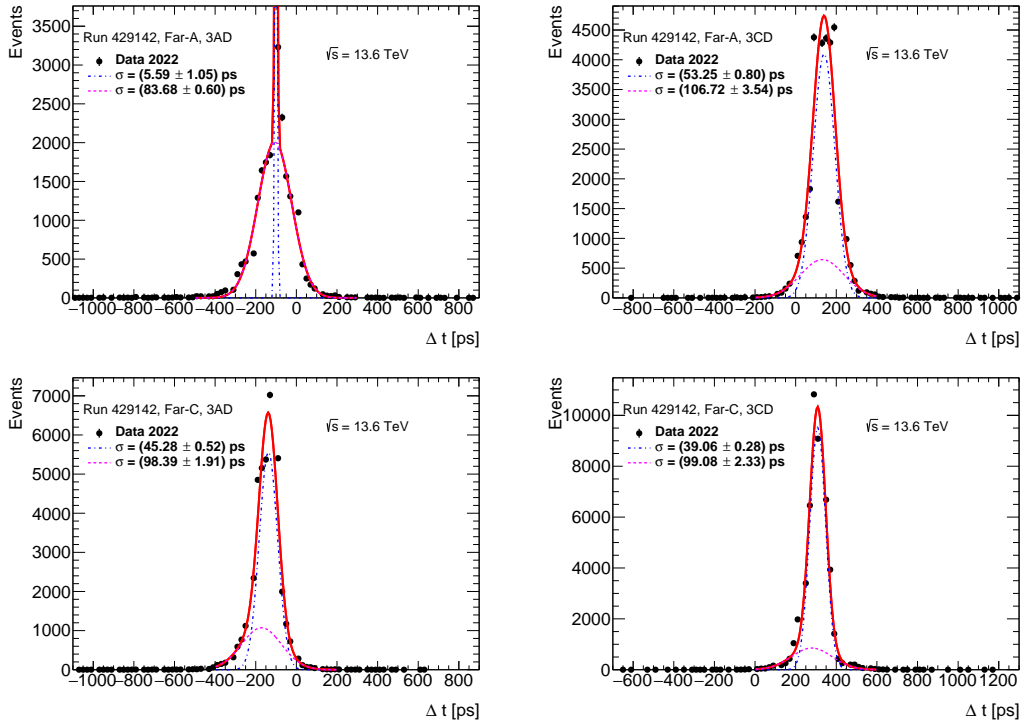 Events
3500
3000
2500
2000
1500
1000
500
0
Run 429142, Far-A, 3AD
√s = 13.6 TeV
Data 2022
σ = (5.59 ± 1.05) ps
σ = (83.68 ± 0.60) ps
−1000 −800 −600 −400 −200 0 200 400 600 800
Δ t [ps]
Events
4500
4000
3500
3000
2500
2000
1500
1000
500
0
Run 429142, Far-A, 3CD
√s = 13.6 TeV
Data 2022
σ = (53.25 ± 0.80) ps
σ = (106.72 ± 3.54) ps
−800 −600 −400 −200 0 200 400 600 800 1000
Δ t [ps]
Events
7000
6000
5000
4000
3000
2000
1000
0
Run 429142, Far-C, 3AD
√s = 13.6 TeV
Data 2022
σ = (45.28 ± 0.52) ps
σ = (98.39 ± 1.91) ps
−1000 −800 −600 −400 −200 0 200 400 600 800
Δ t [ps]
Events
10000
8000
6000
4000
2000
0
Run 429142, Far-C, 3CD
√s = 13.6 TeV
Data 2022
σ = (39.06 ± 0.28) ps
σ = (99.08 ± 2.33) ps
−600 −400 −200 0 200 400 600 800 1000 1200
Δ t [ps]